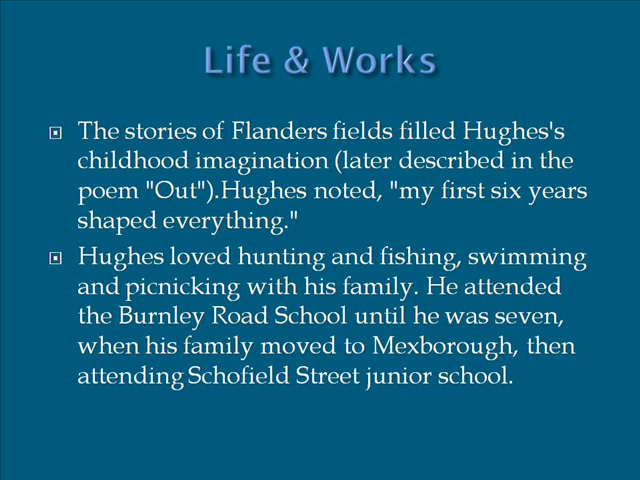 Life & Works
The stories of Flanders fields filled Hughes's
childhood imagination (later described in the
poem "Out").Hughes noted, "my first six years
shaped everything."
Hughes loved hunting and fishing, swimming
and picnicking with his family. He attended
the Burnley Road School until he was seven,
when his family moved to Mexborough, then
attending Schofield Street junior school.